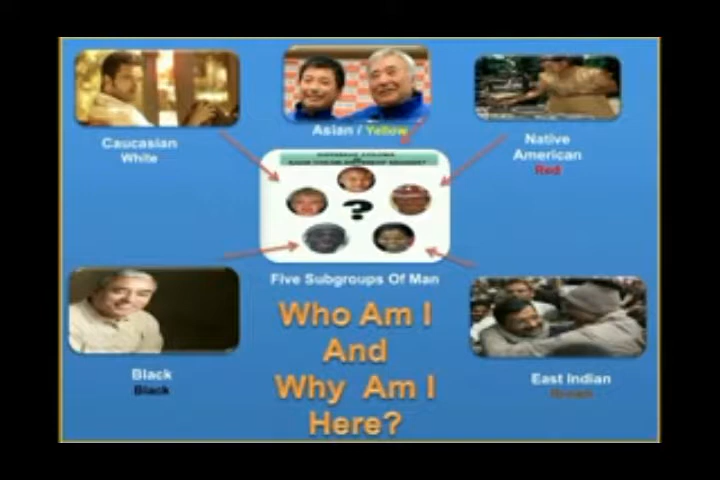 Caucasian
White
Asian / Yellow
Native
American
Red
?
Five Subgroups Of Man
Who Am I
And
Why Am I
Here?
Black
Black
East Indian
Brown